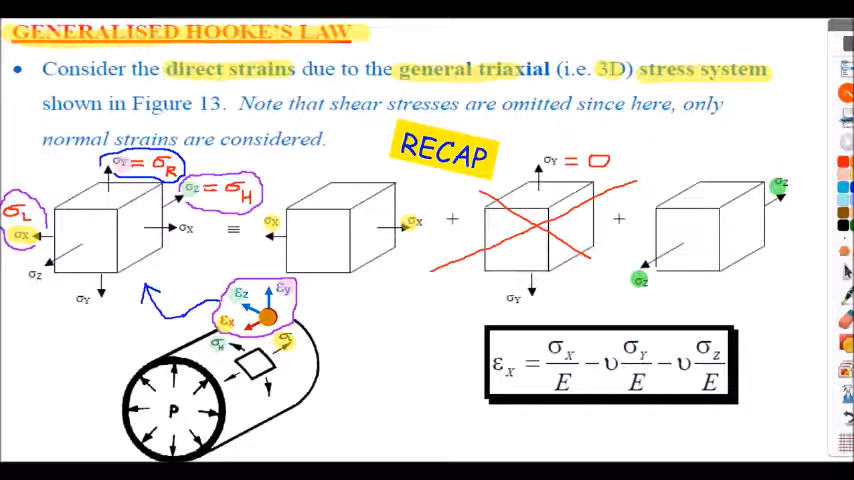 GENERALISED HOOKE'S LAW
• Consider the direct strains due to the general triaxial (i.e. 3D) stress system
shown in Figure 13. Note that shear stresses are omitted since here, only
normal strains are considered.
RECAP
σY = σR
σZ = σH
σL
σX
σX
σZ
σY
≡
σX
σX
+
σY = 0
σY
+
σZ
σZ
εz
εy
εx
σH
σL
P
εX = σX/E − υ σY/E − υ σZ/E